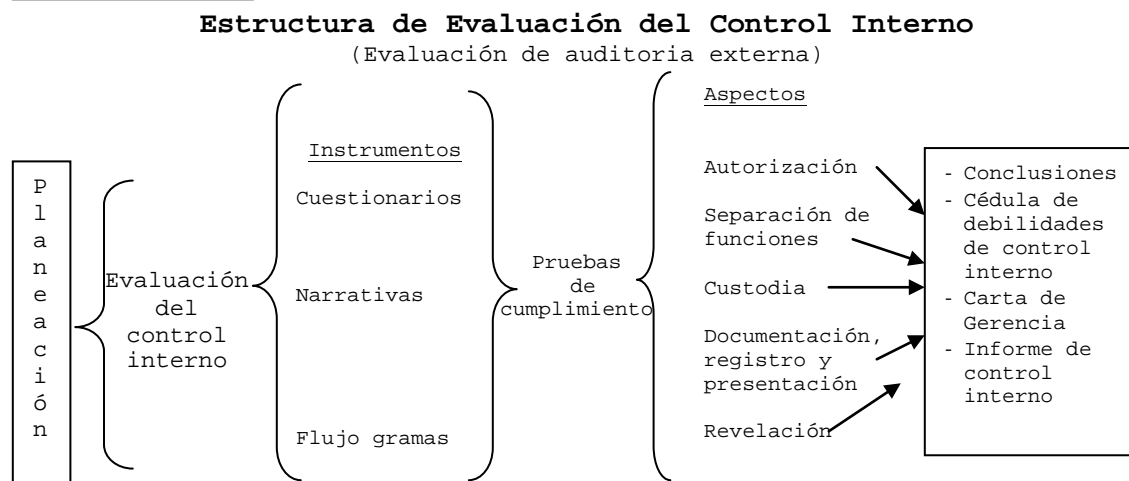 Estructura de Evaluación del Control Interno
(Evaluación de auditoria externa)
Planeación
Evaluación
del
control
interno
Instrumentos
Cuestionarios
Narrativas
Flujo gramas
Pruebas
de
cumplimiento
Aspectos
Autorización
Separación de
funciones
Custodia
Documentación,
registro y
presentación
Revelación
- Conclusiones
- Cédula de
debilidades
de control
interno
- Carta de
Gerencia
- Informe de
control
interno